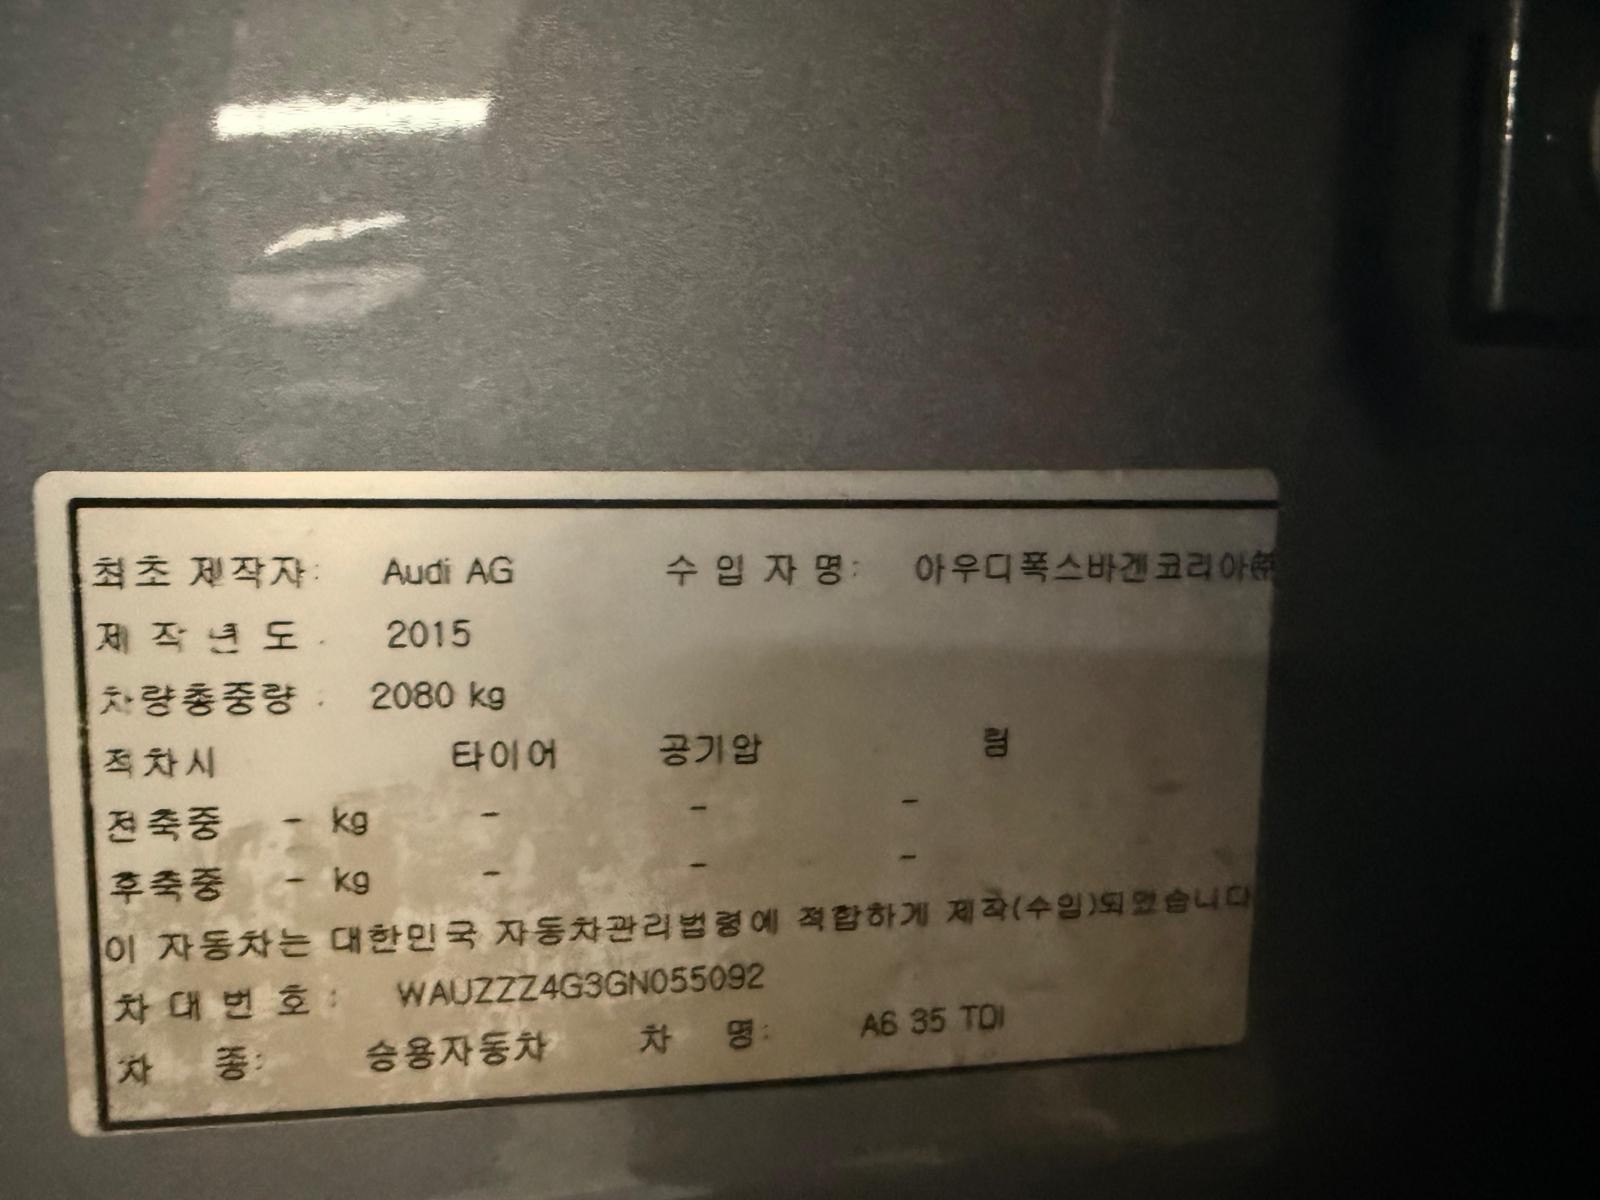 최초 제작자: Audi AG 수 입 자 명: 아우디폭스바겐코리아㈜
제 작 년 도 : 2015
차량총중량 : 2080 kg
적차시 타이어 공기압 림
전축중 - kg - - -
후축중 - kg - - -
이 자동차는 대한민국 자동차관리법령에 적합하게 제작(수입)되었습니다
차 대 번 호 : WAUZZZ4G3GN055092
차 종: 승용자동차 차 명: A6 35 TDI